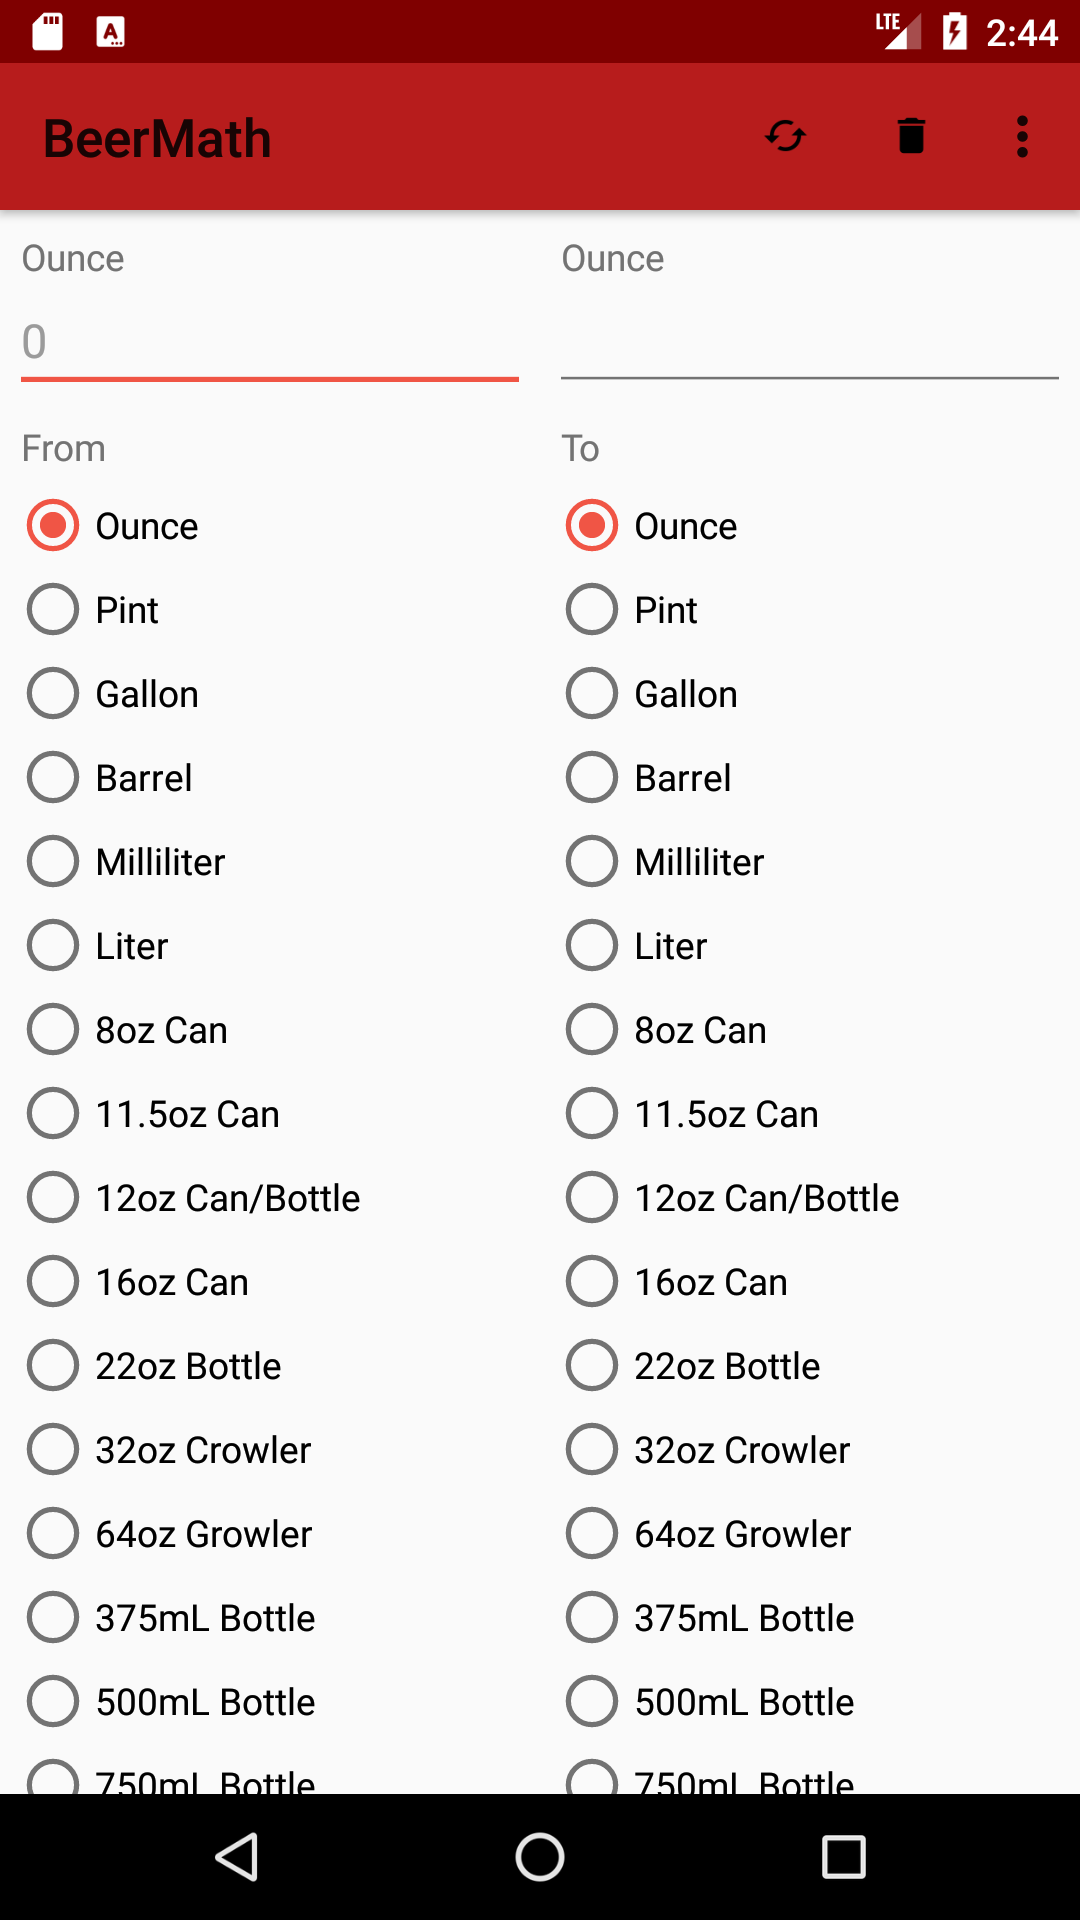 LTE 2:44
BeerMath
Ounce Ounce
0
From To
Ounce Ounce
Pint Pint
Gallon Gallon
Barrel Barrel
Milliliter Milliliter
Liter Liter
8oz Can 8oz Can
11.5oz Can 11.5oz Can
12oz Can/Bottle 12oz Can/Bottle
16oz Can 16oz Can
22oz Bottle 22oz Bottle
32oz Crowler 32oz Crowler
64oz Growler 64oz Growler
375mL Bottle 375mL Bottle
500mL Bottle 500mL Bottle
750mL Bottle 750mL Bottle